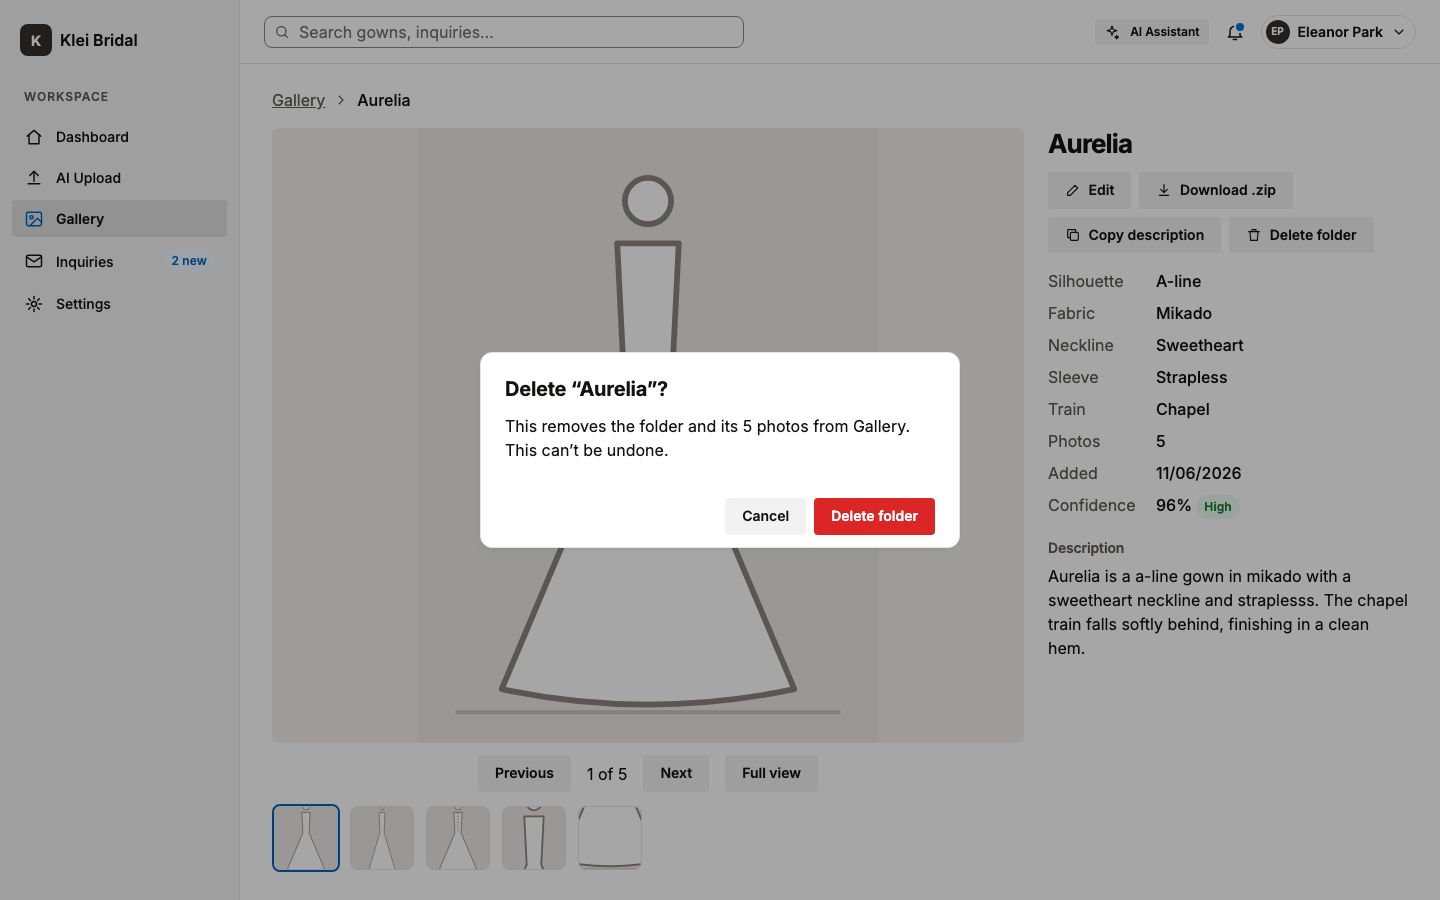 K Klei Bridal
Search gowns, inquiries...
AI Assistant
EP Eleanor Park
WORKSPACE
Dashboard
AI Upload
Gallery
Inquiries 2 new
Settings
Gallery > Aurelia
Aurelia
Edit Download .zip
Copy description Delete folder
Silhouette A-line
Fabric Mikado
Neckline Sweetheart
Sleeve Strapless
Train Chapel
Photos 5
Added 11/06/2026
Confidence 96% High
Description
Aurelia is a a-line gown in mikado with a
sweetheart neckline and straplesss. The chapel
train falls softly behind, finishing in a clean
hem.
Delete “Aurelia”?
This removes the folder and its 5 photos from Gallery.
This can’t be undone.
Cancel Delete folder
Previous 1 of 5 Next Full view